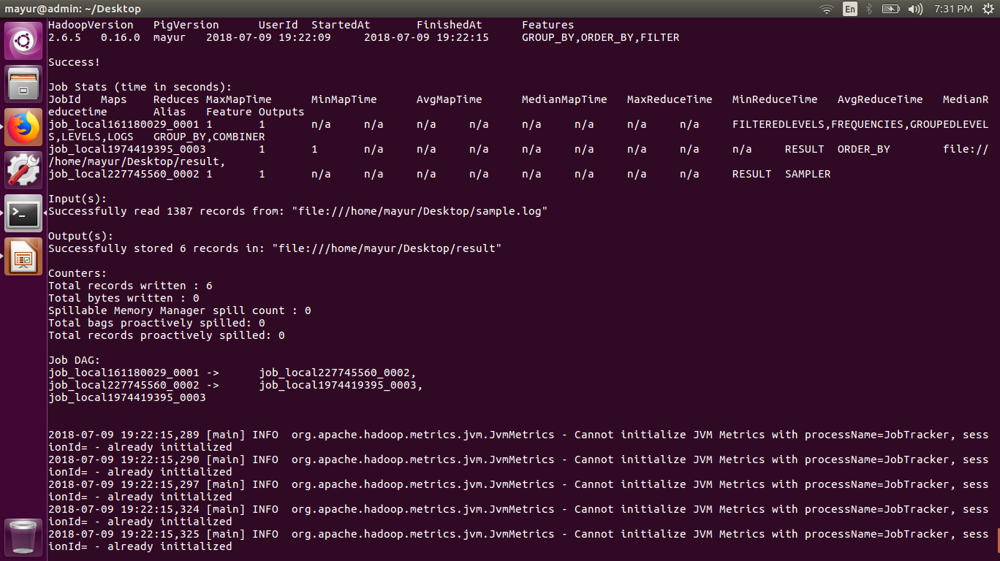 mayur@admin: ~/Desktop
En
7:31 PM
HadoopVersion PigVersion UserId StartedAt FinishedAt Features
2.6.5 0.16.0 mayur 2018-07-09 19:22:09 2018-07-09 19:22:15 GROUP_BY,ORDER_BY,FILTER
Success!
Job Stats (time in seconds):
JobId Maps Reduces MaxMapTime MinMapTime AvgMapTime MedianMapTime MaxReduceTime MinReduceTime AvgReduceTime MedianR
educetime Alias Feature Outputs
job_local161180029_0001 1 1 n/a n/a n/a n/a n/a n/a n/a n/a FILTEREDLEVELS,FREQUENCIES,GROUPEDLEVEL
S,LEVELS,LOGS GROUP_BY,COMBINER
job_local1974419395_0003 1 1 n/a n/a n/a n/a n/a n/a n/a n/a RESULT ORDER_BY file://
/home/mayur/Desktop/result,
job_local227745560_0002 1 1 n/a n/a n/a n/a n/a n/a n/a n/a RESULT SAMPLER
Input(s):
Successfully read 1387 records from: "file:///home/mayur/Desktop/sample.log"
Output(s):
Successfully stored 6 records in: "file:///home/mayur/Desktop/result"
Counters:
Total records written : 6
Total bytes written : 0
Spillable Memory Manager spill count : 0
Total bags proactively spilled: 0
Total records proactively spilled: 0
Job DAG:
job_local161180029_0001 -> job_local227745560_0002,
job_local227745560_0002 -> job_local1974419395_0003,
job_local1974419395_0003
2018-07-09 19:22:15,289 [main] INFO org.apache.hadoop.metrics.jvm.JvmMetrics - Cannot initialize JVM Metrics with processName=JobTracker, sess
ionId= - already initialized
2018-07-09 19:22:15,290 [main] INFO org.apache.hadoop.metrics.jvm.JvmMetrics - Cannot initialize JVM Metrics with processName=JobTracker, sess
ionId= - already initialized
2018-07-09 19:22:15,297 [main] INFO org.apache.hadoop.metrics.jvm.JvmMetrics - Cannot initialize JVM Metrics with processName=JobTracker, sess
ionId= - already initialized
2018-07-09 19:22:15,324 [main] INFO org.apache.hadoop.metrics.jvm.JvmMetrics - Cannot initialize JVM Metrics with processName=JobTracker, sess
ionId= - already initialized
2018-07-09 19:22:15,325 [main] INFO org.apache.hadoop.metrics.jvm.JvmMetrics - Cannot initialize JVM Metrics with processName=JobTracker, sess
ionId= - already initialized